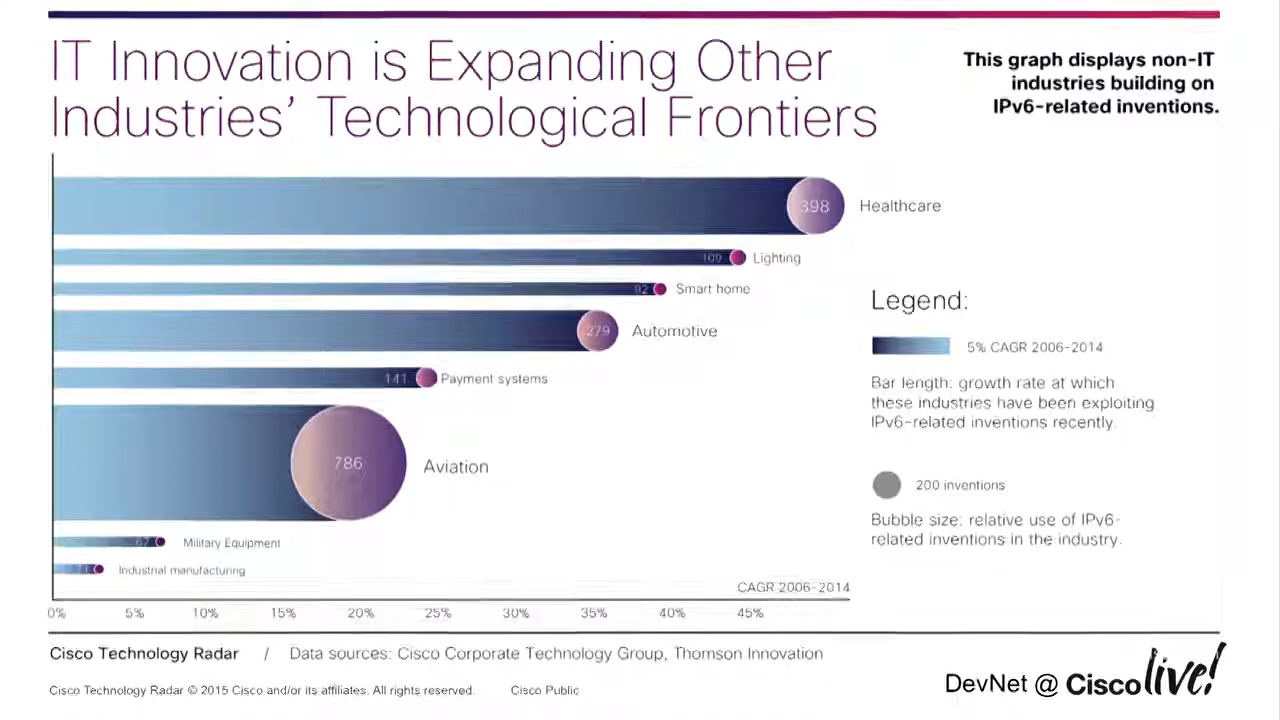 IT Innovation is Expanding Other
Industries’ Technological Frontiers
This graph displays non-IT
industries building on
IPv6-related inventions.
398
Healthcare
109
Lighting
92
Smart home
279
Automotive
141
Payment systems
786
Aviation
67
Military Equipment
71
Industrial manufacturing
CAGR 2006-2014
0% 5% 10% 15% 20% 25% 30% 35% 40% 45%
Legend:
5% CAGR 2006-2014
Bar length: growth rate at which
these industries have been exploiting
IPv6-related inventions recently.
200 inventions
Bubble size: relative use of IPv6-
related inventions in the industry.
Cisco Technology Radar / Data sources: Cisco Corporate Technology Group, Thomson Innovation
Cisco Technology Radar © 2015 Cisco and/or its affiliates. All rights reserved. Cisco Public
DevNet @ Cisco live!